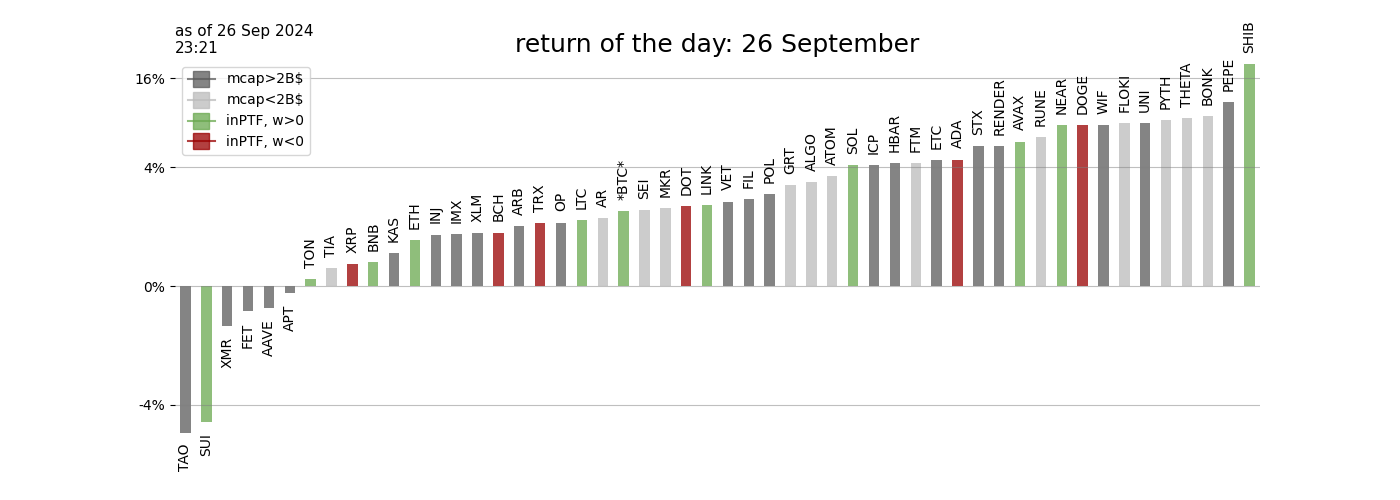 as of 26 Sep 2024
23:21
return of the day: 26 September
mcap>2B$
mcap<2B$
inPTF, w>0
inPTF, w<0
16%
4%
0%
-4%
TAO
SUI
XMR
FET
AAVE
APT
TON
TIA
XRP
BNB
KAS
ETH
INJ
IMX
XLM
BCH
ARB
TRX
OP
LTC
AR
*BTC*
SEI
MKR
DOT
LINK
VET
FIL
POL
GRT
ALGO
ATOM
SOL
ICP
HBAR
FTM
ETC
ADA
STX
RENDER
AVAX
RUNE
NEAR
DOGE
WIF
FLOKI
UNI
PYTH
THETA
BONK
PEPE
SHIB